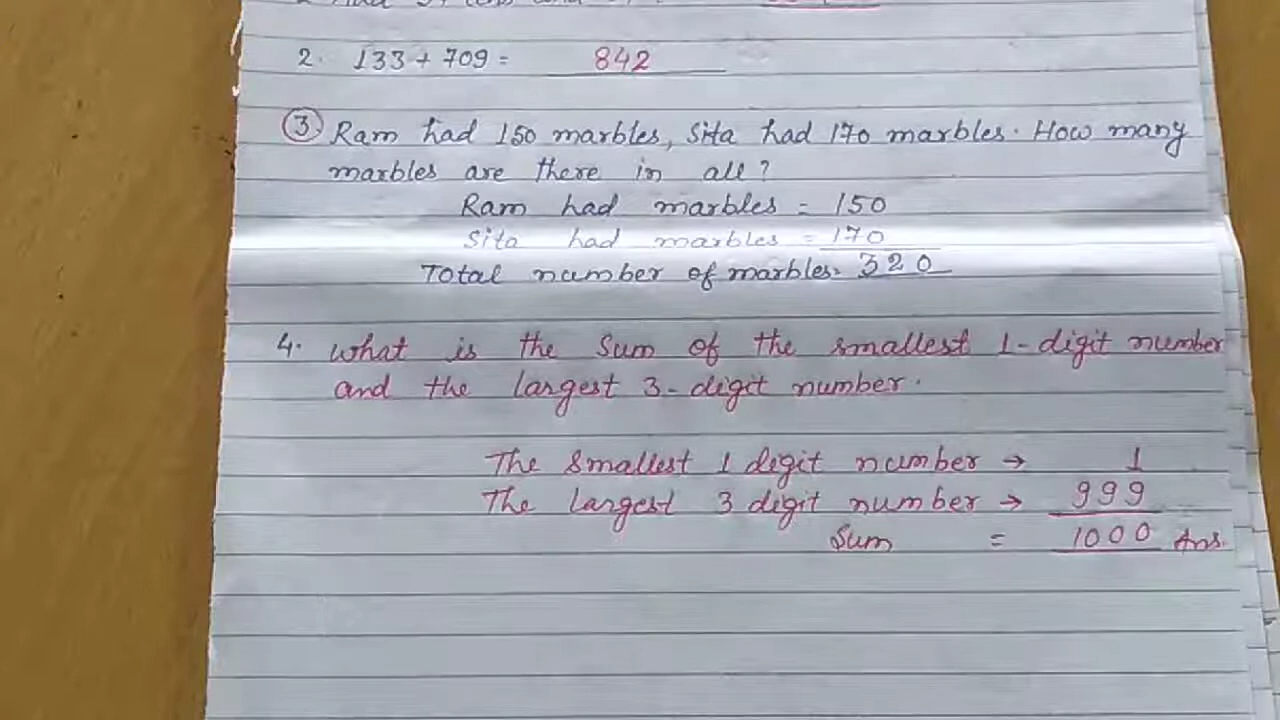 2. 133 + 709 = 842
3. Ram had 150 marbles, Sita had 170 marbles. How many
marbles are there in all?
Ram had marbles = 150
Sita had marbles = 170
Total number of marbles = 320
4. What is the Sum of the smallest 1-digit number
and the largest 3-digit number.
The Smallest 1 digit number → 1
The largest 3 digit number → 999
Sum = 1000 Ans.